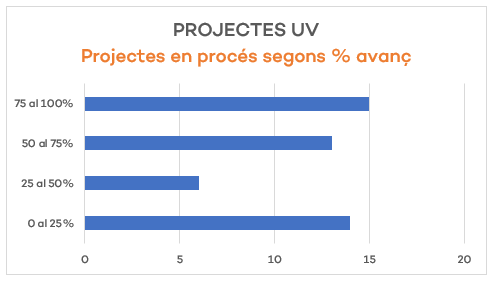 PROJECTES UV
Projectes en procés segons % avanç
75 al 100%
50 al 75%
25 al 50%
0 al 25%
0 5 10 15 20